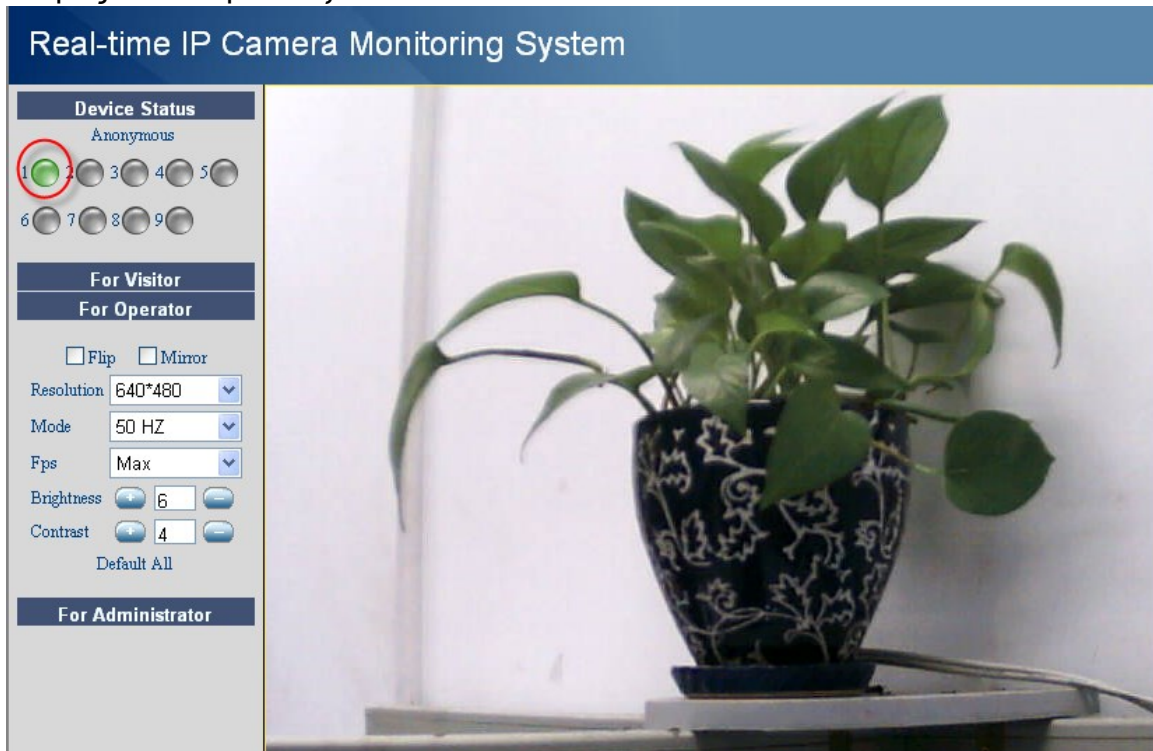 Real-time IP Camera Monitoring System
Device Status
Anonymous
1 2 3 4 5
6 7 8 9
For Visitor
For Operator
Flip Mirror
Resolution 640*480
Mode 50 HZ
Fps Max
Brightness + 6 -
Contrast + 4 -
Default All
For Administrator